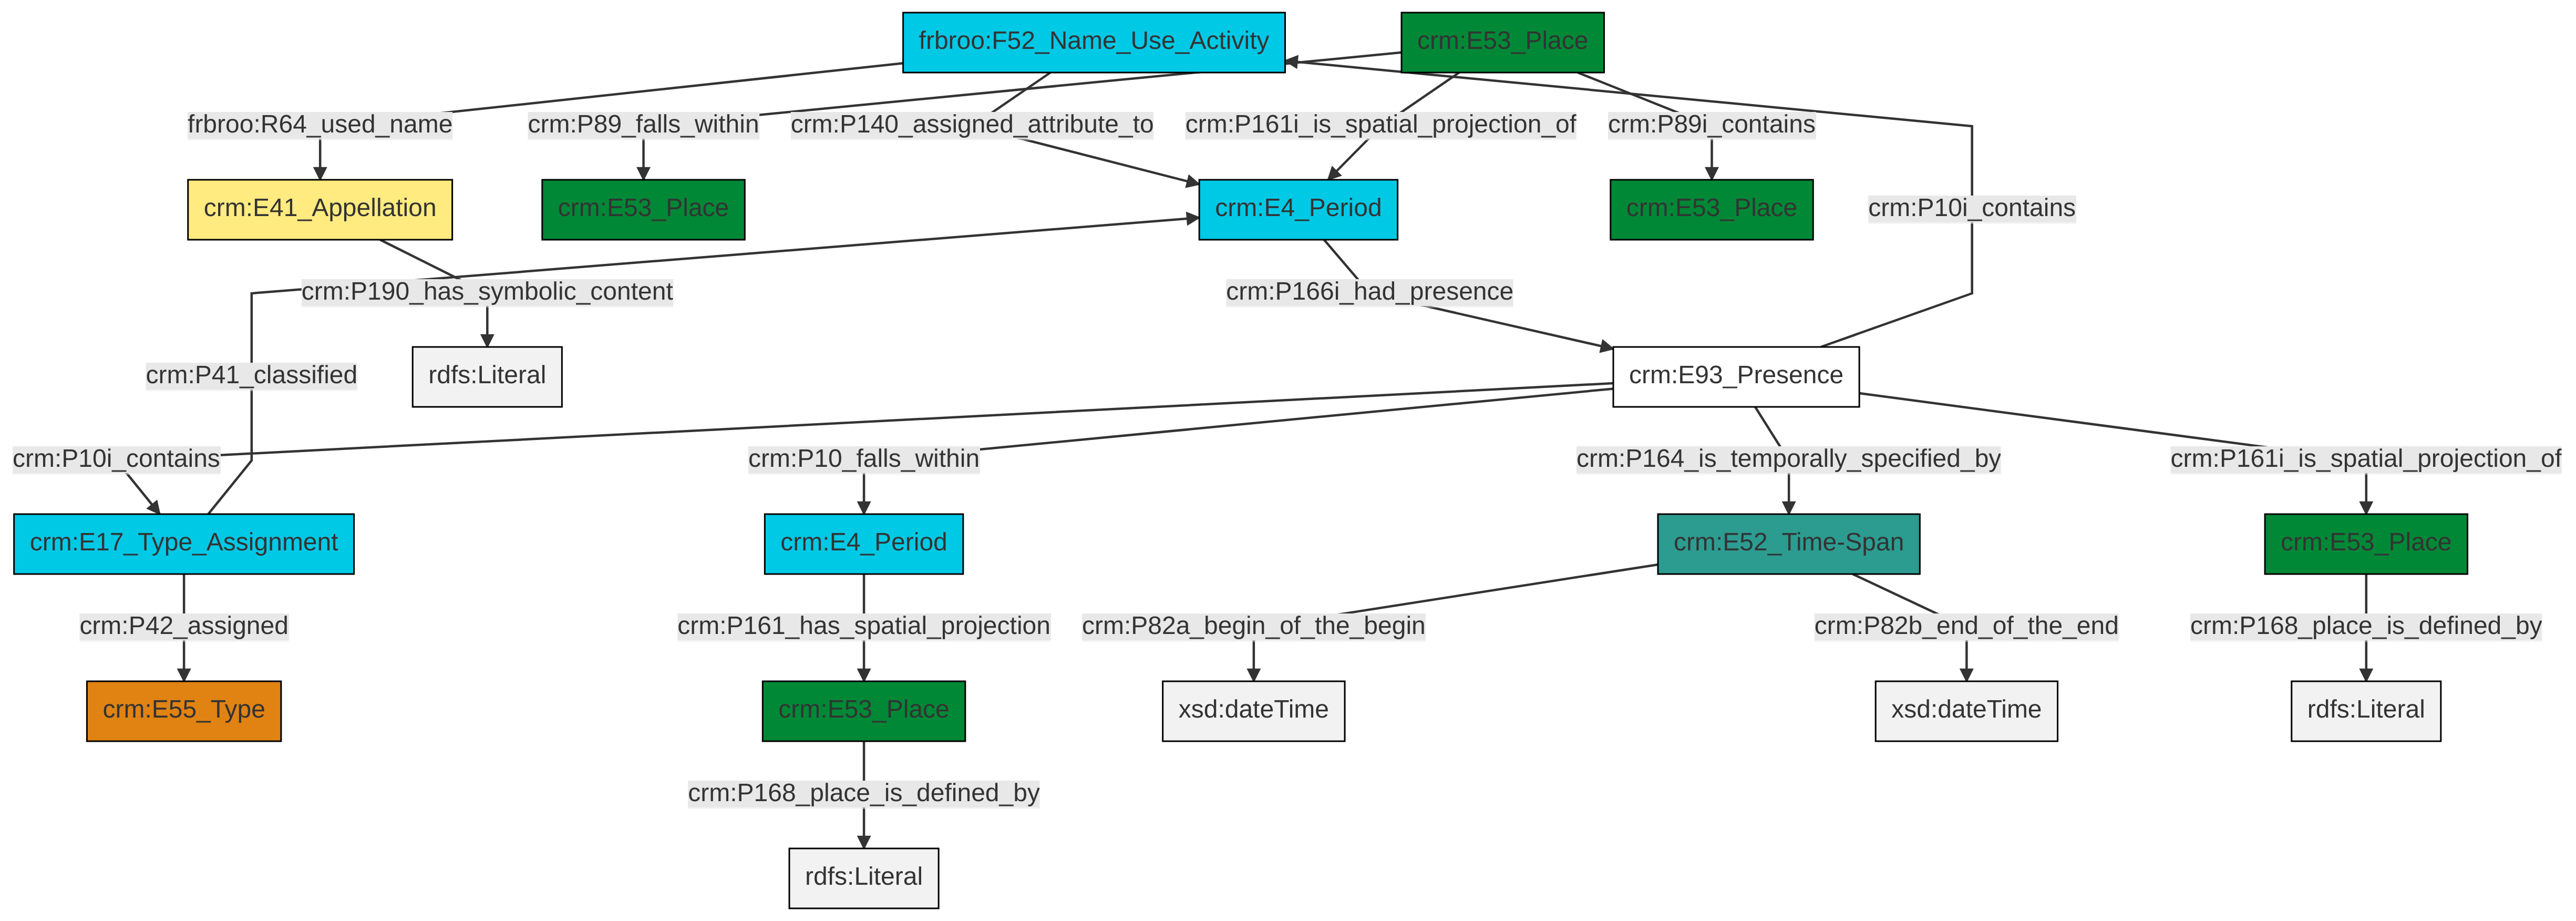 frbroo:F52_Name_Use_Activity
crm:E53_Place
frbroo:R64_used_name
crm:P89_falls_within
crm:P140_assigned_attribute_to
crm:P161i_is_spatial_projection_of
crm:P89i_contains
crm:E41_Appellation
crm:E53_Place
crm:E4_Period
crm:E53_Place
crm:P10i_contains
crm:P190_has_symbolic_content
crm:P166i_had_presence
crm:P41_classified
rdfs:Literal
crm:E93_Presence
crm:P10i_contains
crm:P10_falls_within
crm:P164_is_temporally_specified_by
crm:P161i_is_spatial_projection_of
crm:E17_Type_Assignment
crm:E4_Period
crm:E52_Time-Span
crm:E53_Place
crm:P42_assigned
crm:P161_has_spatial_projection
crm:P82a_begin_of_the_begin
crm:P82b_end_of_the_end
crm:P168_place_is_defined_by
crm:E55_Type
crm:E53_Place
xsd:dateTime
xsd:dateTime
rdfs:Literal
crm:P168_place_is_defined_by
rdfs:Literal